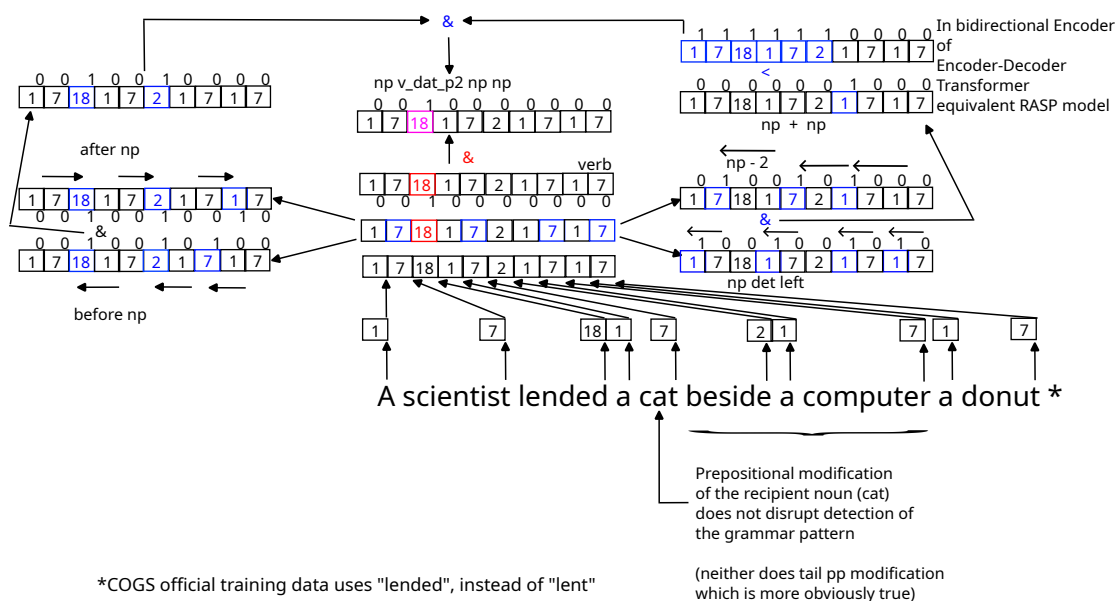 &
In bidirectional Encoder
of
Encoder-Decoder
Transformer
equivalent RASP model
1 1 1 1 1 1 0 0 0 0
1 7 18 1 7 2 1 7 1 7
<
0 0 0 0 0 0 1 0 0 0
1 7 18 1 7 2 1 7 1 7
np + np
0 0 1 0 0 1 0 0 0 0
1 7 18 1 7 2 1 7 1 7
np v_dat_p2 np np
0 0 1 0 0 0 0 0 0 0
1 7 18 1 7 2 1 7 1 7
after np
&
verb
1 7 18 1 7 2 1 7 1 7
0 0 1 0 0 0 0 0 0 0
np - 2
0 1 0 0 1 0 1 0 0 0
1 7 18 1 7 2 1 7 1 7
&
1 7 18 1 7 2 1 7 1 7
0 0 1 0 0 1 0 0 1 0
&
0 0 1 0 0 1 0 1 0 0
1 7 18 1 7 2 1 7 1 7
before np
1 7 18 1 7 2 1 7 1 7
1 7 18 1 7 2 1 7 1 7
1 0 1 0 0 1 0 1 0
1 7 18 1 7 2 1 7 1 7
np det left
1 7 18 1 7 2 1 7 1 7
A scientist lended a cat beside a computer a donut *
Prepositional modification
of the recipient noun (cat)
does not disrupt detection of
the grammar pattern
(neither does tail pp modification
which is more obviously true)
*COGS official training data uses "lended", instead of "lent"